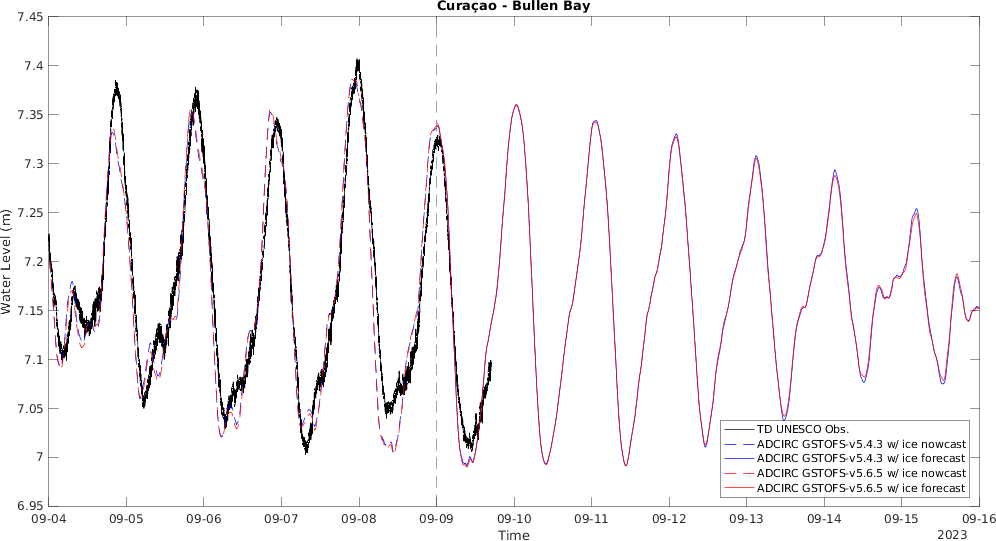 Curaçao - Bullen Bay
7.45
7.4
7.35
7.3
7.25
7.2
7.15
7.1
7.05
7
6.95
Water Level (m)
TD UNESCO Obs.
ADCIRC GSTOFS-v5.4.3 w/ ice nowcast
ADCIRC GSTOFS-v5.4.3 w/ ice forecast
ADCIRC GSTOFS-v5.6.5 w/ ice nowcast
ADCIRC GSTOFS-v5.6.5 w/ ice forecast
09-04 09-05 09-06 09-07 09-08 09-09 09-10 09-11 09-12 09-13 09-14 09-15 09-16
Time
2023